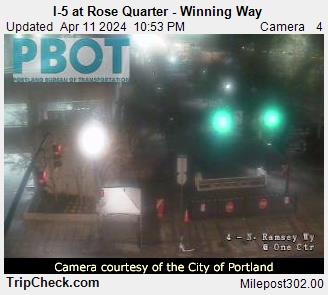 I-5 at Rose Quarter - Winning Way
Updated Apr 11 2024 10:53 PM Camera 4
PBOT
PORTLAND BUREAU OF TRANSPORTATION
4 - N. Ramsey Wy
@ One Ctr
Camera courtesy of the City of Portland
TripCheck.com Milepost302.00